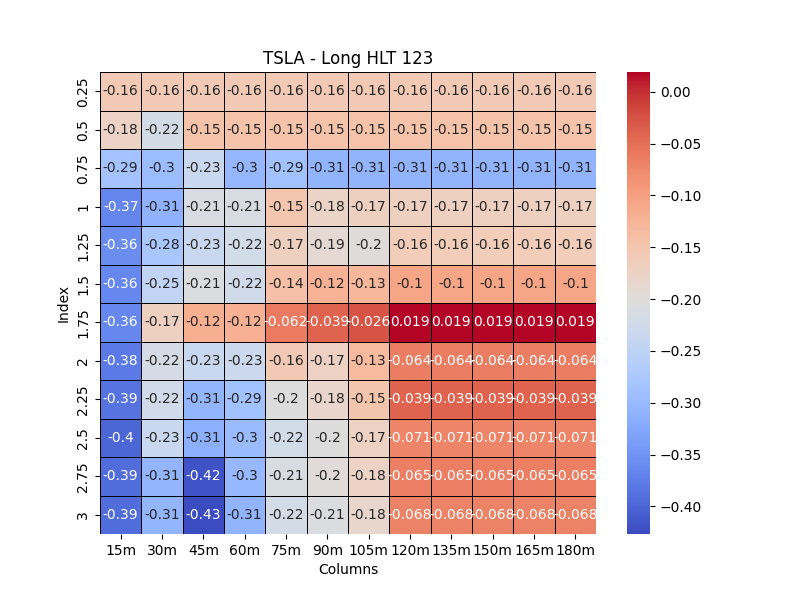 TSLA - Long HLT 123
0.25 -0.16 -0.16 -0.16 -0.16 -0.16 -0.16 -0.16 -0.16 -0.16 -0.16 -0.16 -0.16
0.5 -0.18 -0.22 -0.15 -0.15 -0.15 -0.15 -0.15 -0.15 -0.15 -0.15 -0.15 -0.15
0.75 -0.29 -0.3 -0.23 -0.3 -0.29 -0.31 -0.31 -0.31 -0.31 -0.31 -0.31 -0.31
1 -0.37 -0.31 -0.21 -0.21 -0.15 -0.18 -0.17 -0.17 -0.17 -0.17 -0.17 -0.17
1.25 -0.36 -0.28 -0.23 -0.22 -0.17 -0.19 -0.2 -0.16 -0.16 -0.16 -0.16 -0.16
1.5 -0.36 -0.25 -0.21 -0.22 -0.14 -0.12 -0.13 -0.1 -0.1 -0.1 -0.1 -0.1
1.75 -0.36 -0.17 -0.12 -0.12 -0.062 -0.039 -0.026 0.019 0.019 0.019 0.019 0.019
2 -0.38 -0.22 -0.23 -0.23 -0.16 -0.17 -0.13 -0.064 -0.064 -0.064 -0.064 -0.064
2.25 -0.39 -0.22 -0.31 -0.29 -0.2 -0.18 -0.15 -0.039 -0.039 -0.039 -0.039 -0.039
2.5 -0.4 -0.23 -0.31 -0.3 -0.22 -0.2 -0.17 -0.071 -0.071 -0.071 -0.071 -0.071
2.75 -0.39 -0.31 -0.42 -0.3 -0.21 -0.2 -0.18 -0.065 -0.065 -0.065 -0.065 -0.065
3 -0.39 -0.31 -0.43 -0.31 -0.22 -0.21 -0.18 -0.068 -0.068 -0.068 -0.068 -0.068
15m 30m 45m 60m 75m 90m 105m 120m 135m 150m 165m 180m
Columns
Index
0.00
−0.05
−0.10
−0.15
−0.20
−0.25
−0.30
−0.35
−0.40